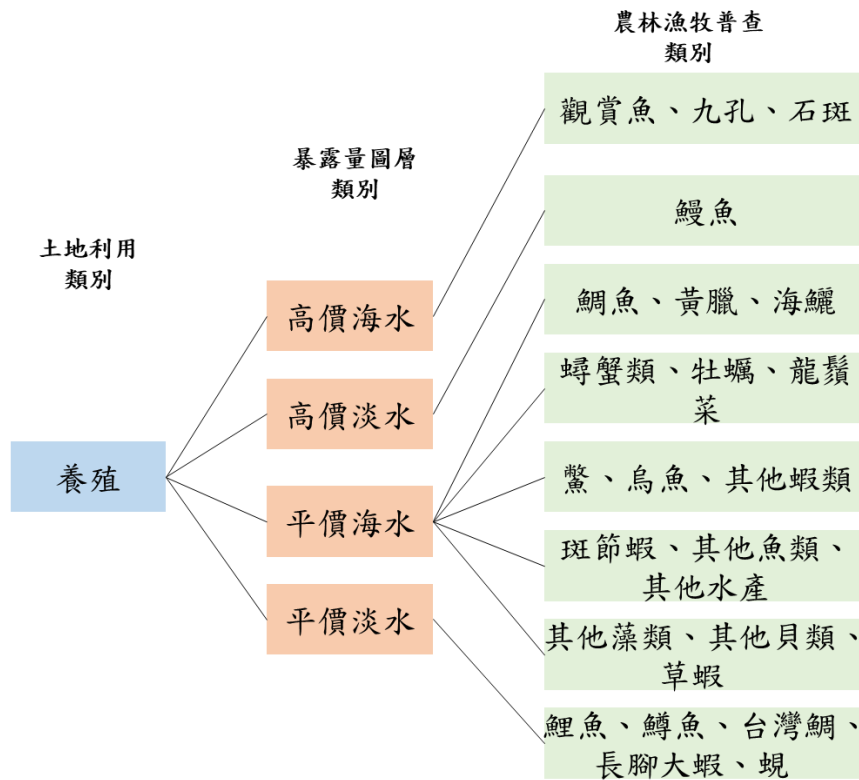 農林漁牧普查
類別
觀賞魚、九孔、石斑
暴露量圖層
類別
鰻魚
土地利用
類別
鯛魚、黃臘、海鱺
高價海水
蟳蟹類、牡蠣、龍鬚
菜
高價淡水
養殖
鱉、烏魚、其他蝦類
平價海水
斑節蝦、其他魚類、
其他水產
平價淡水
其他藻類、其他貝類、
草蝦
鯉魚、鱒魚、台灣鯛、
長腳大蝦、蜆